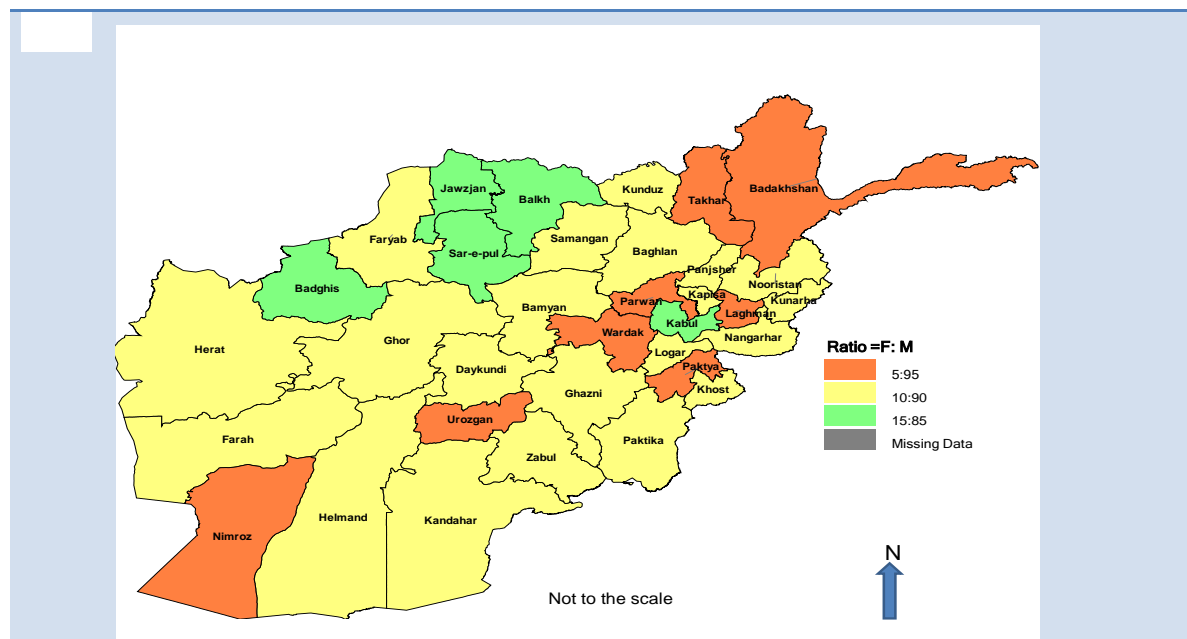 Badakhshan
Takhar
Kunduz
Jawzjan
Balkh
Faryab
Samangan
Sar-e-pul
Baghlan
Panjsher
Nooristan
Badghis
Kapisa
Kunarha
Parwan
Bamyan
Laghman
Kabul
Wardak
Nangarhar
Ghor
Herat
Logar
Daykundi
Paktya
Khost
Ghazni
Urozgan
Farah
Paktika
Zabul
Helmand
Kandahar
Nimroz
Ratio =F: M
5:95
10:90
15:85
Missing Data
N
Not to the scale